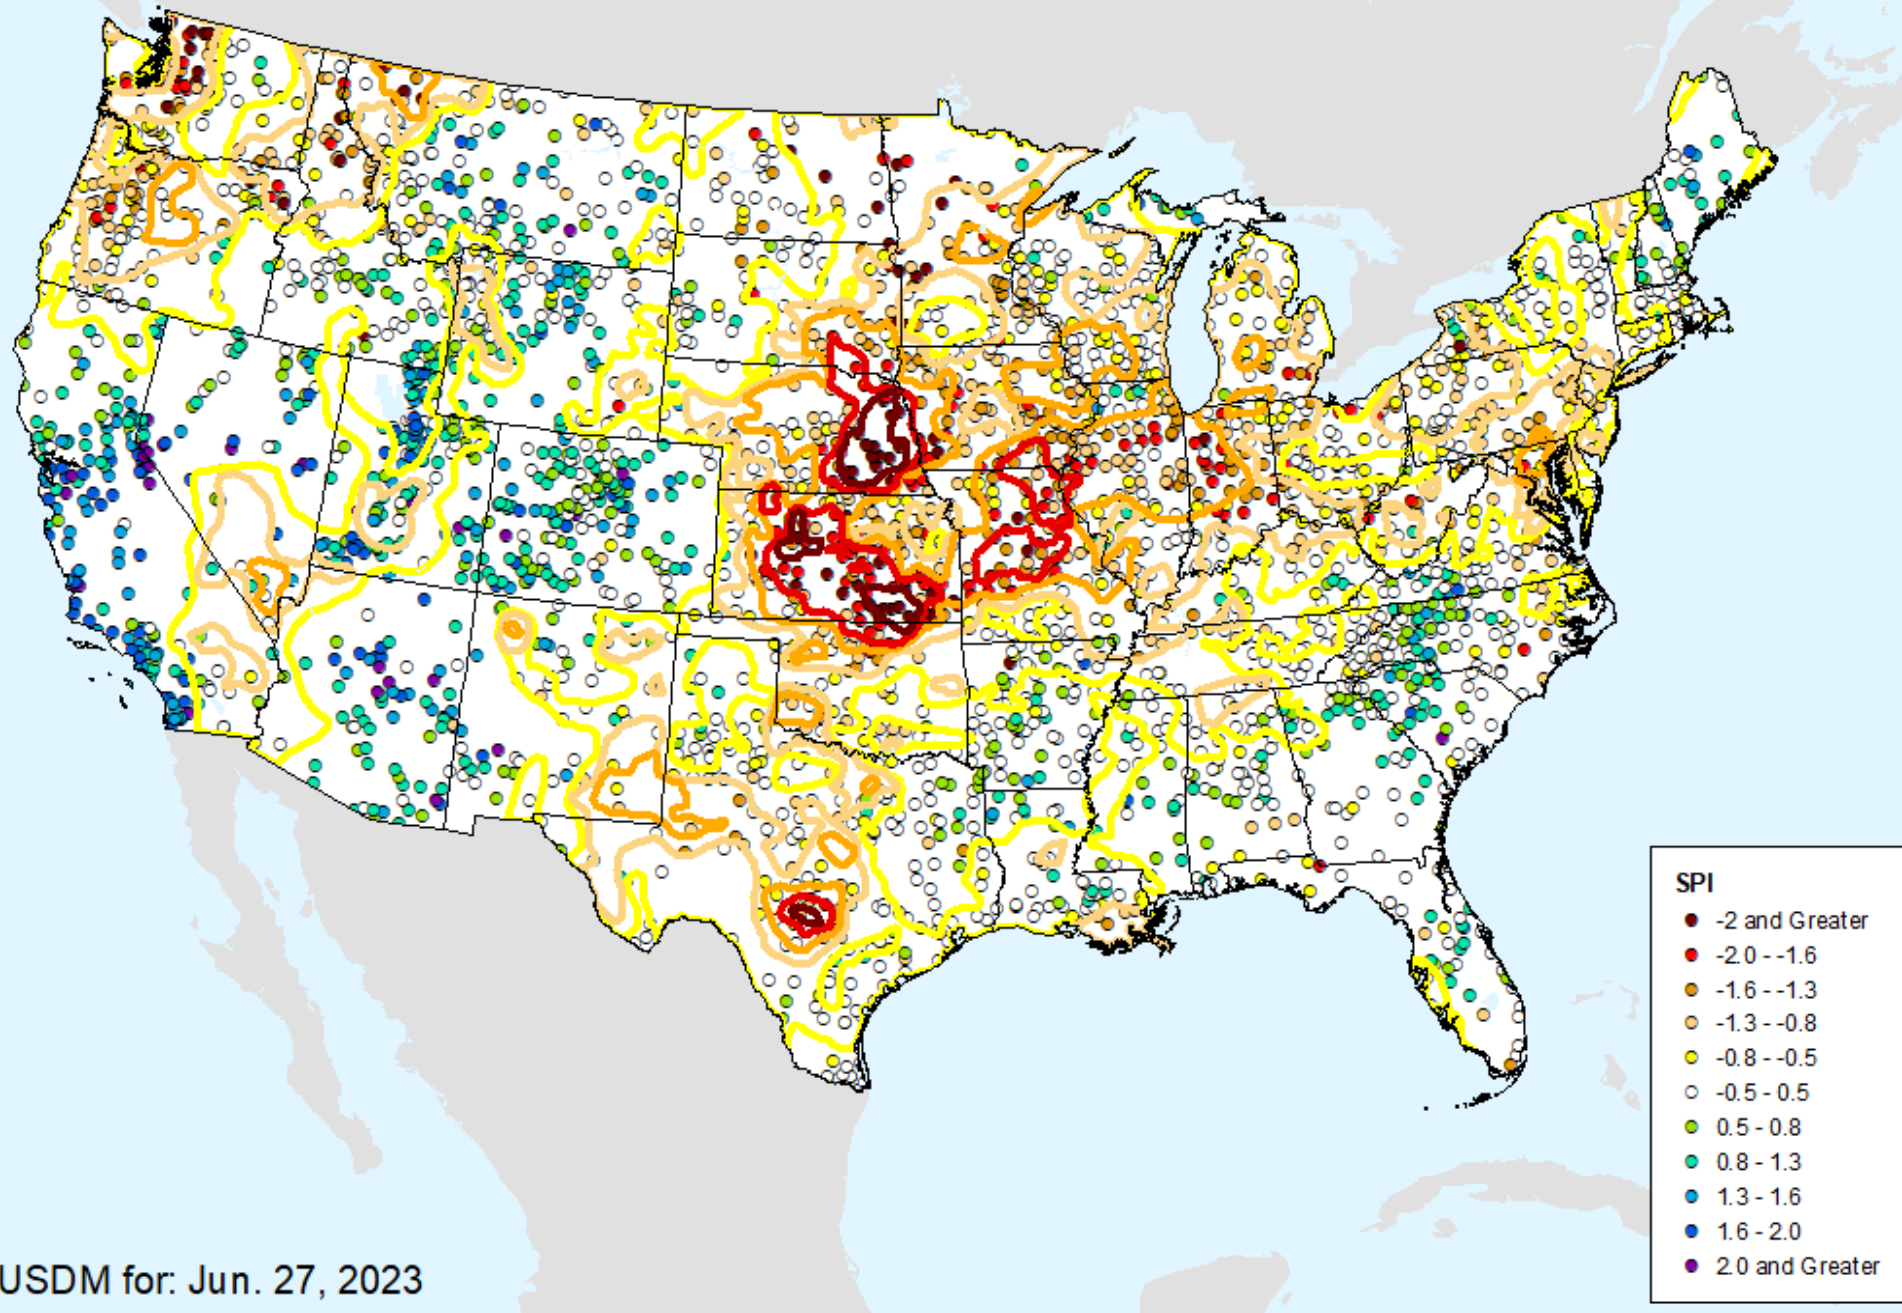 SPI
-2 and Greater
-2.0 - -1.6
-1.6 - -1.3
-1.3 - -0.8
-0.8 - -0.5
-0.5 - 0.5
0.5 - 0.8
0.8 - 1.3
1.3 - 1.6
1.6 - 2.0
2.0 and Greater
USDM for: Jun. 27, 2023